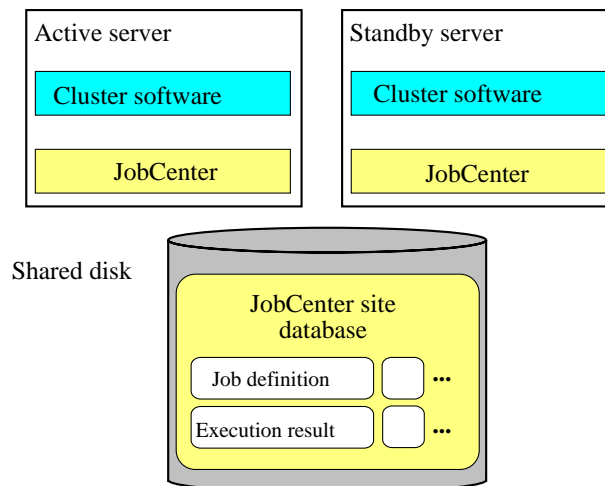 Active server
Cluster software
JobCenter
Standby server
Cluster software
JobCenter
Shared disk
JobCenter site
database
Job definition
...
Execution result
...